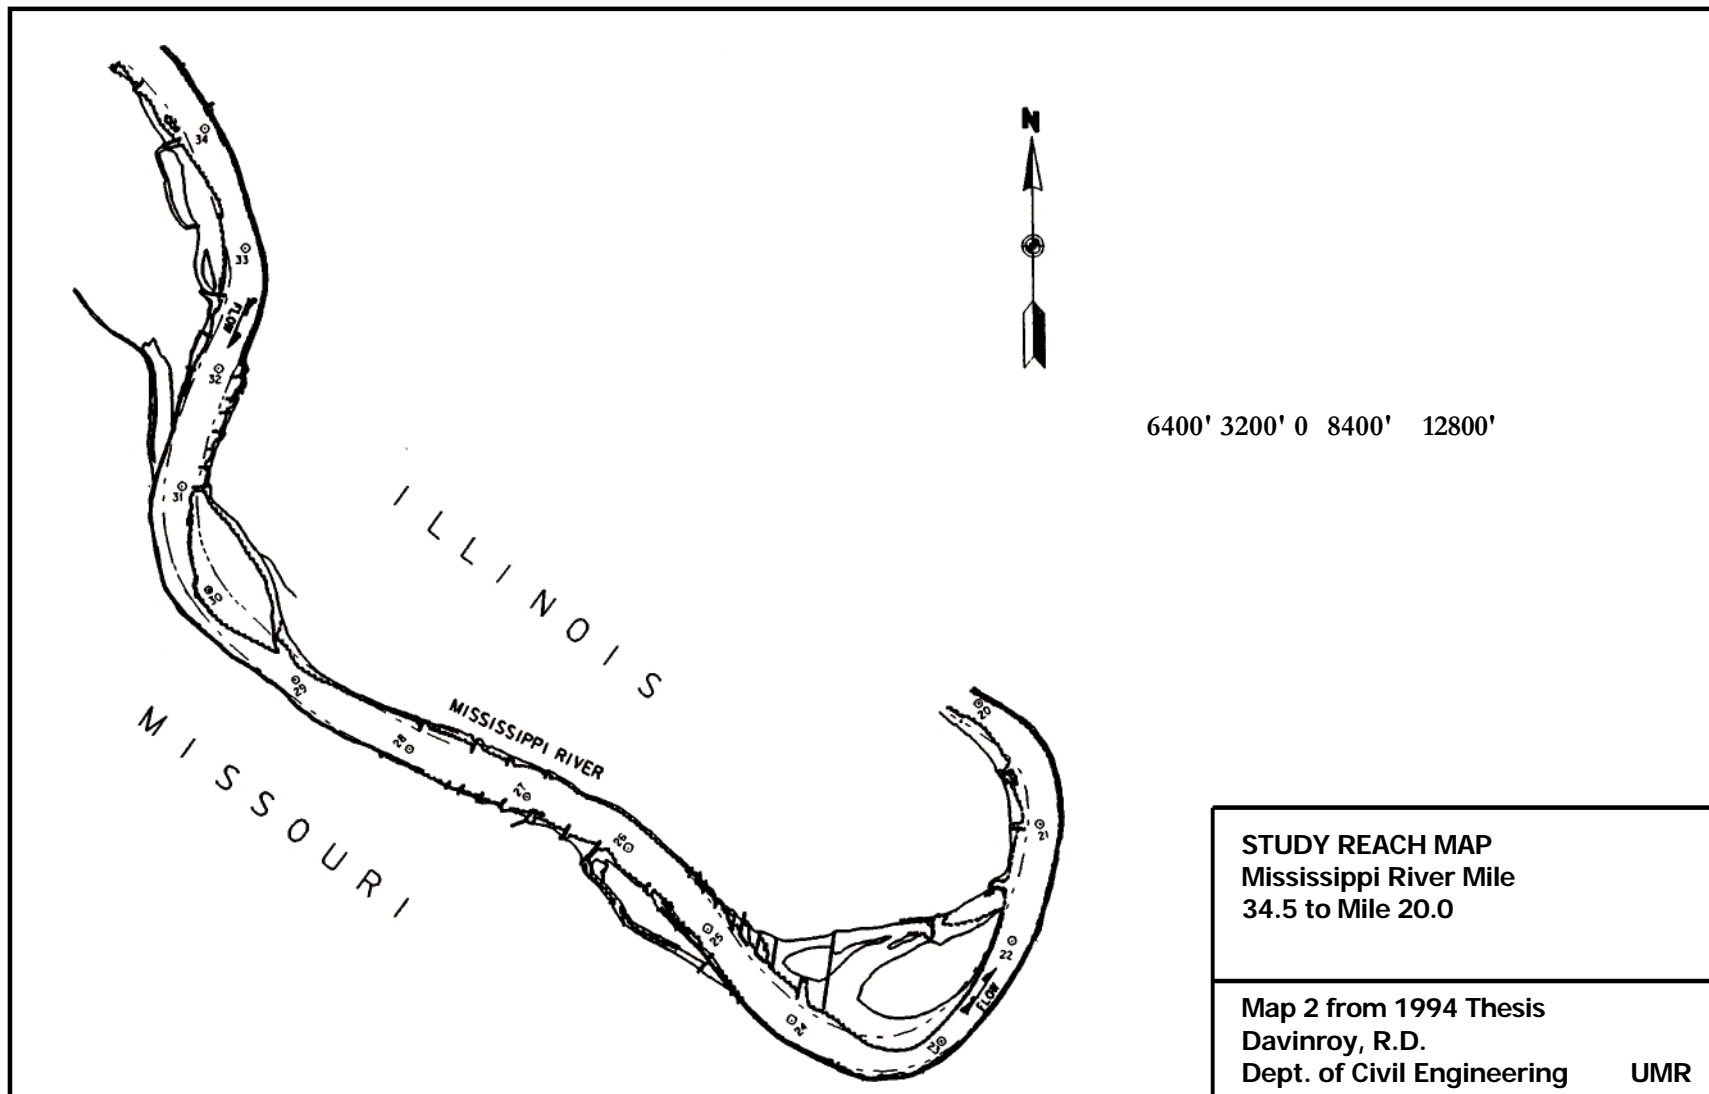 N
34
33
FLOW
32
31
30
29
28
27
26
25
24
23
22
21
20
FLOW
6400' 3200' 0 8400' 12800'
ILLINOIS
MISSOURI
MISSISSIPPI RIVER
STUDY REACH MAP
Mississippi River Mile
34.5 to Mile 20.0
Map 2 from 1994 Thesis
Davinroy, R.D.
Dept. of Civil Engineering UMR